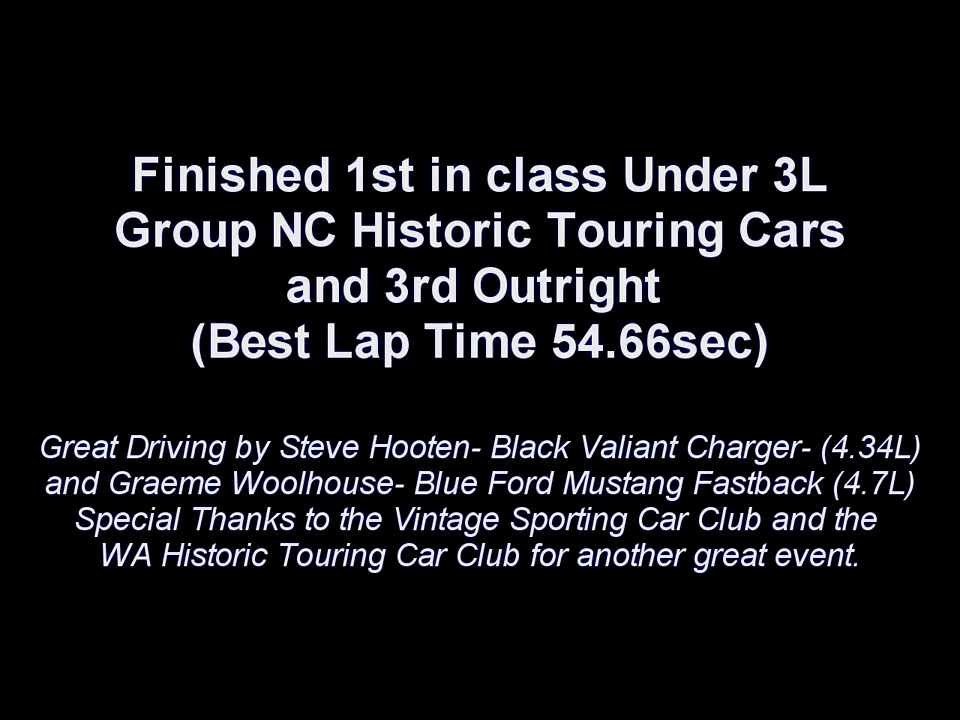 Finished 1st in class Under 3L
Group NC Historic Touring Cars
and 3rd Outright
(Best Lap Time 54.66sec)
Great Driving by Steve Hooten- Black Valiant Charger- (4.34L)
and Graeme Woolhouse- Blue Ford Mustang Fastback (4.7L)
Special Thanks to the Vintage Sporting Car Club and the
WA Historic Touring Car Club for another great event.